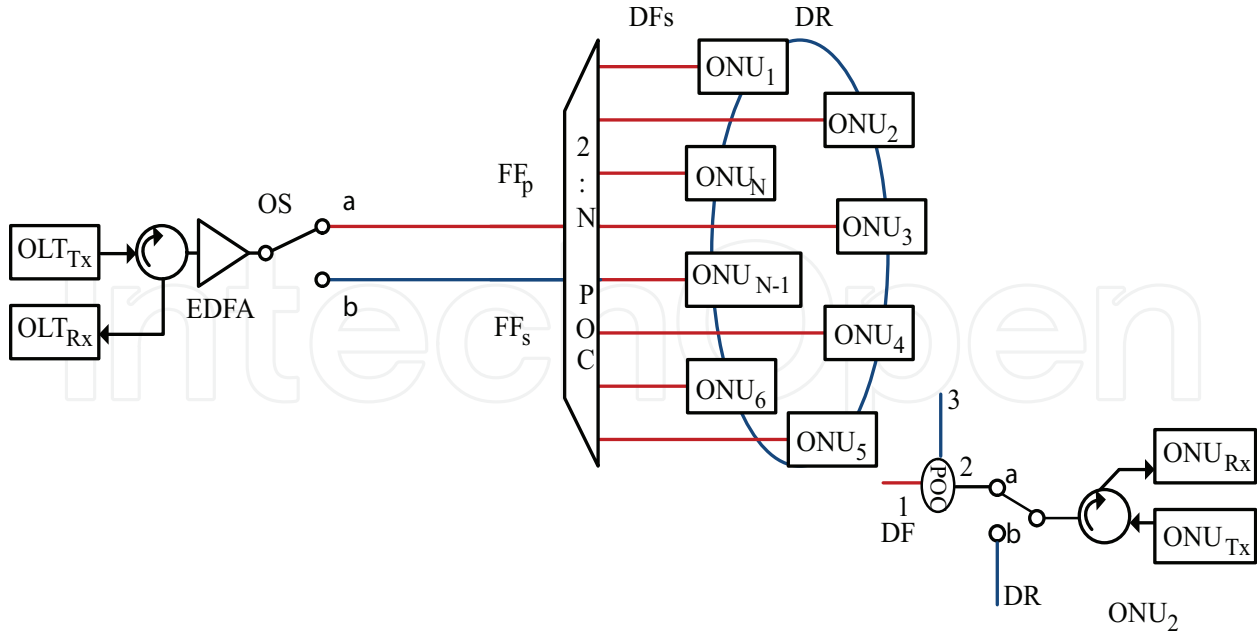 DFs DR
ONU1
ONU2
2
:
N
P
O
C
FFp
ONUN
OS a
ONU3
OLTTx
ONU N-1
EDFA b
OLTRx
FFs
ONU4
IntechOpen
ONU6
3
ONU5
ONURx
POC
2 a
1
DF
b
ONUTx
DR
ONU2